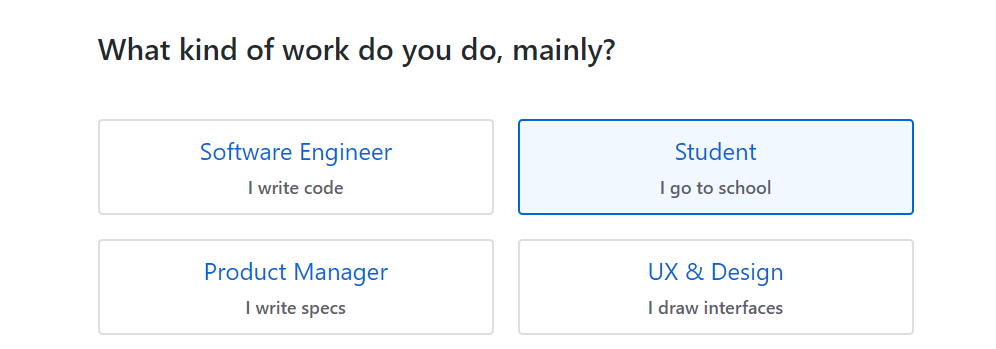 What kind of work do you do, mainly?
Software Engineer
I write code
Student
I go to school
Product Manager
I write specs
UX & Design
I draw interfaces